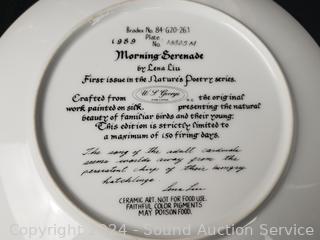 Bradex No. 84-G20-26.1
1989 Plate No.
Morning Serenade
by Lena Liu
First issue in the Nature's Poetry series.
Crafted from W. S. George the original
work painted on silk, presenting the natural
beauty of familiar birds and their young;
This edition is strictly limited to
a maximum of 150 firing days.
The song of the adult cardinals
seems worlds away from the
persistent chirp of their hungry
hatchlings.
Lena Liu
CERAMIC ART. NOT FOR FOOD USE.
FAITHFUL COLOR PIGMENTS
MAY POISON FOOD.
Copyright 2024 - Sound Auction Service